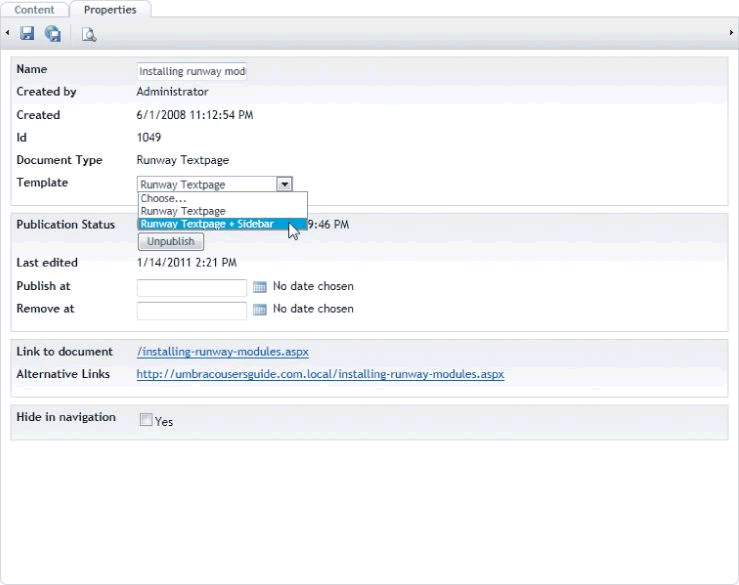 Content Properties
Name Installing runway mod
Created by Administrator
Created 6/1/2008 11:12:54 PM
Id 1049
Document Type Runway Textpage
Template Runway Textpage
Choose...
Runway Textpage
Runway Textpage + Sidebar
Publication Status 9:46 PM
Unpublish
Last edited 1/14/2011 2:21 PM
Publish at No date chosen
Remove at No date chosen
Link to document /installing-runway-modules.aspx
Alternative Links http://umbracousersguide.com.local/installing-runway-modules.aspx
Hide in navigation Yes